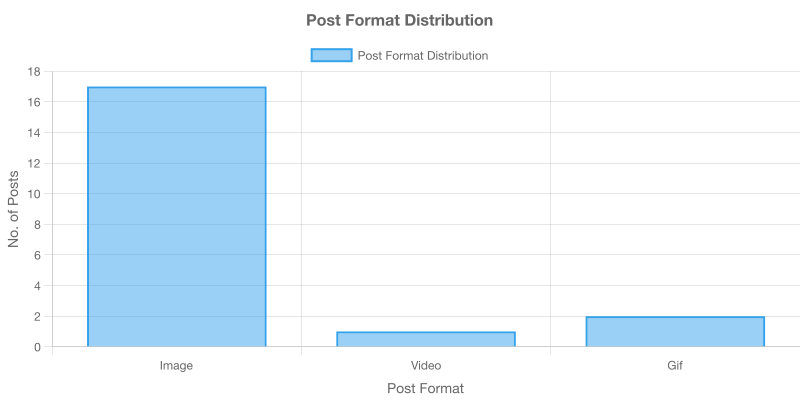 Post Format Distribution
Post Format Distribution
18
16
14
12
10
8
6
4
2
0
No. of Posts
Image Video Gif
Post Format